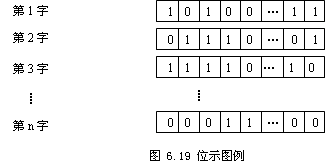 第1字 1 0 1 0 0 … 1 1
第2字 0 1 1 1 0 … 0 1
第3字 1 1 1 1 0 … 1 0
⋮ ⋮
第n字 0 0 0 1 1 … 0 0
图 6.19 位示图例